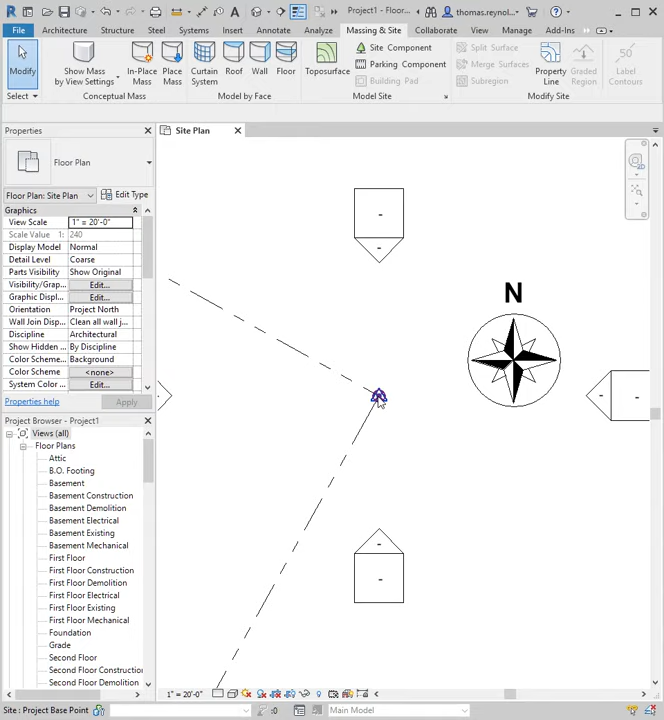 Project1 - Floor... thomas.reynol...
File Architecture Structure Steel Systems Insert Annotate Analyze Massing & Site Collaborate View Manage Add-Ins
Modify
Show Mass
by View Settings
In-Place
Mass
Place
Mass
Curtain
System
Roof
Wall
Floor
Toposurface
Site Component
Parking Component
Building Pad
Split Surface
Merge Surfaces
Subregion
Property
Line
Graded
Region
50
Label
Contours
Select Conceptual Mass Model by Face Model Site Modify Site
Properties
Site Plan
Floor Plan
Floor Plan: Site Plan Edit Type
Graphics
View Scale 1" = 20'-0"
Scale Value 1: 240
Display Model Normal
Detail Level Coarse
Parts Visibility Show Original
Visibility/Grap... Edit...
Graphic Displ... Edit...
Orientation Project North
Wall Join Disp... Clean all wall j...
Discipline Architectural
Show Hidden ... By Discipline
Color Scheme... Background
Color Scheme <none>
System Color ... Edit...
Properties help Apply
Project Browser - Project1
Views (all)
Floor Plans
Attic
B.O. Footing
Basement
Basement Construction
Basement Demolition
Basement Electrical
Basement Existing
Basement Mechanical
First Floor
First Floor Construction
First Floor Demolition
First Floor Electrical
First Floor Existing
First Floor Mechanical
Foundation
Grade
Second Floor
Second Floor Constructio
Second Floor Demolition
N
1" = 20'-0"
Site : Project Base Point :0 Main Model